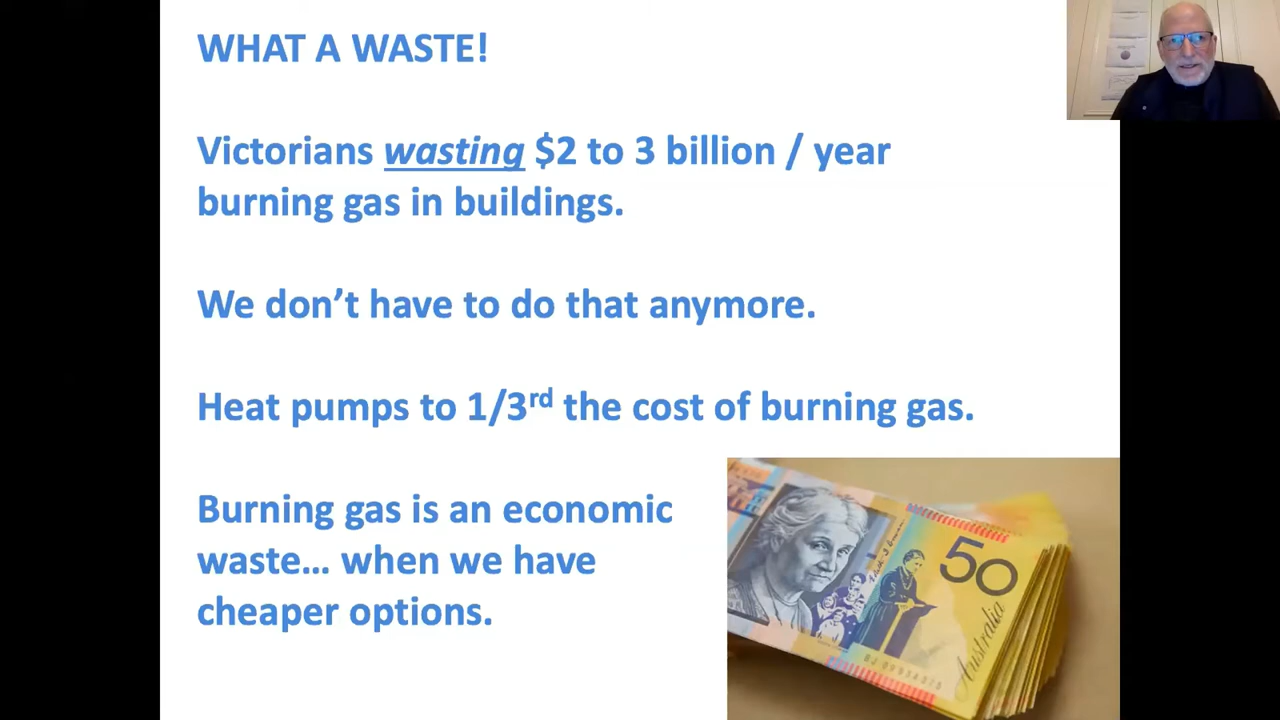 WHAT A WASTE!
Victorians wasting $2 to 3 billion / year
burning gas in buildings.
We don’t have to do that anymore.
Heat pumps to 1/3rd the cost of burning gas.
Burning gas is an economic
waste… when we have
cheaper options.
50
Australia